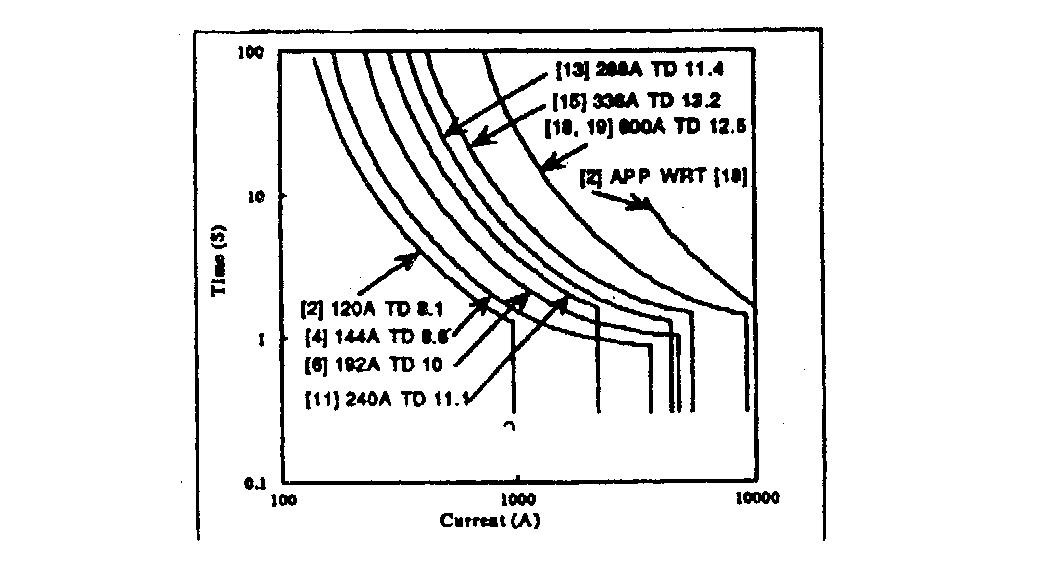 100
[13] 288A TD 11.4
[15] 336A TD 13.2
[18, 19] 600A TD 12.5
[2] APP WRT [18]
10
Time (S)
[2] 120A TD 8.1
[4] 144A TD 8.6
1
[6] 192A TD 10
[11] 240A TD 11.1
0.1
100
1000
10000
Current (A)